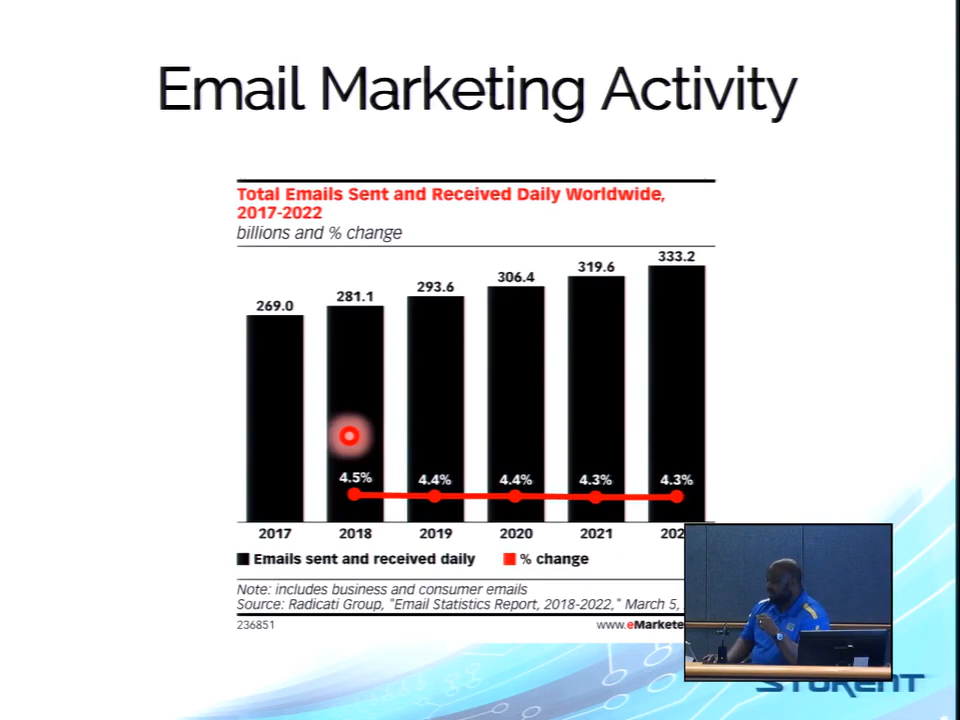 Email Marketing Activity
Total Emails Sent and Received Daily Worldwide,
2017-2022
billions and % change
269.0
281.1
293.6
306.4
319.6
333.2
4.5%
4.4%
4.4%
4.3%
4.3%
2017
2018
2019
2020
2021
202
Emails sent and received daily
% change
Note: includes business and consumer emails
Source: Radicati Group, "Email Statistics Report, 2018-2022," March 5,
236851
www.eMarkete
STUKENT